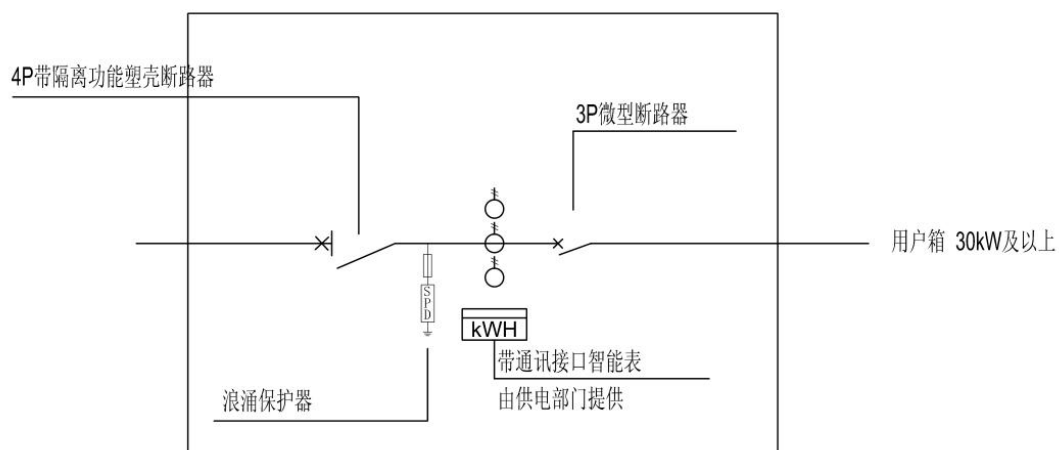 4P带隔离功能塑壳断路器
3P微型断路器
用户箱 30kW及以上
SPD
kWH
带通讯接口智能表
由供电部门提供
浪涌保护器